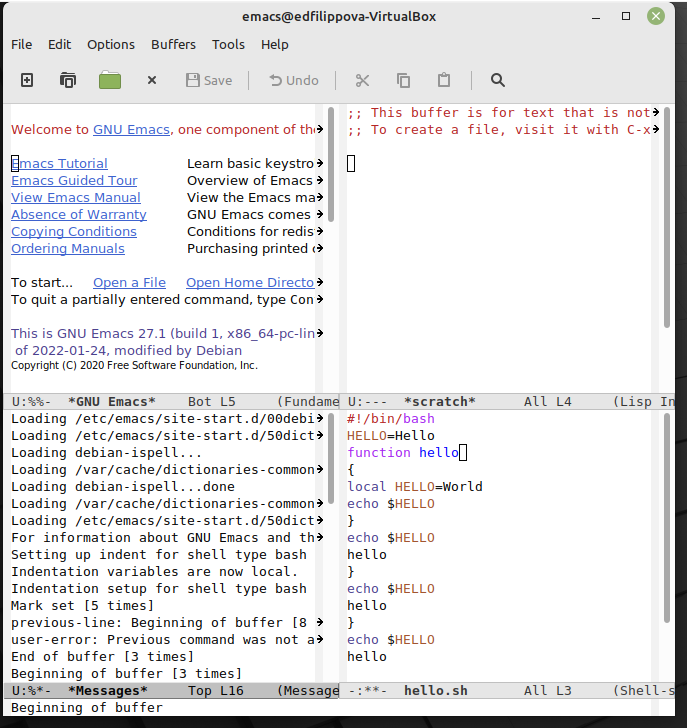 emacs@edfilippova-VirtualBox
File Edit Options Buffers Tools Help
Save Undo
Welcome to GNU Emacs, one component of the
Emacs Tutorial Learn basic keystro
Emacs Guided Tour Overview of Emacs
View Emacs Manual View the Emacs ma
Absence of Warranty GNU Emacs comes
Copying Conditions Conditions for redis
Ordering Manuals Purchasing printed c
To start... Open a File Open Home Directo
To quit a partially entered command, type Con
This is GNU Emacs 27.1 (build 1, x86_64-pc-lin
of 2022-01-24, modified by Debian
Copyright (C) 2020 Free Software Foundation, Inc.
U:%%- *GNU Emacs* Bot L5 (Fundame
;; This buffer is for text that is not
;; To create a file, visit it with C-x
U:--- *scratch* All L4 (Lisp In
Loading /etc/emacs/site-start.d/00debi
Loading /etc/emacs/site-start.d/50dict
Loading debian-ispell...
Loading /var/cache/dictionaries-common
Loading debian-ispell...done
Loading /var/cache/dictionaries-common
Loading /etc/emacs/site-start.d/50dict
For information about GNU Emacs and th
Setting up indent for shell type bash
Indentation variables are now local.
Indentation setup for shell type bash
Mark set [5 times]
previous-line: Beginning of buffer [8
user-error: Previous command was not a
End of buffer [3 times]
Beginning of buffer [3 times]
U:%*- *Messages* Top L16 (Message
#!/bin/bash
HELLO=Hello
function hello
{
local HELLO=World
echo $HELLO
}
echo $HELLO
hello
}
echo $HELLO
hello
}
echo $HELLO
hello
-:**- hello.sh All L3 (Shell-s
Beginning of buffer